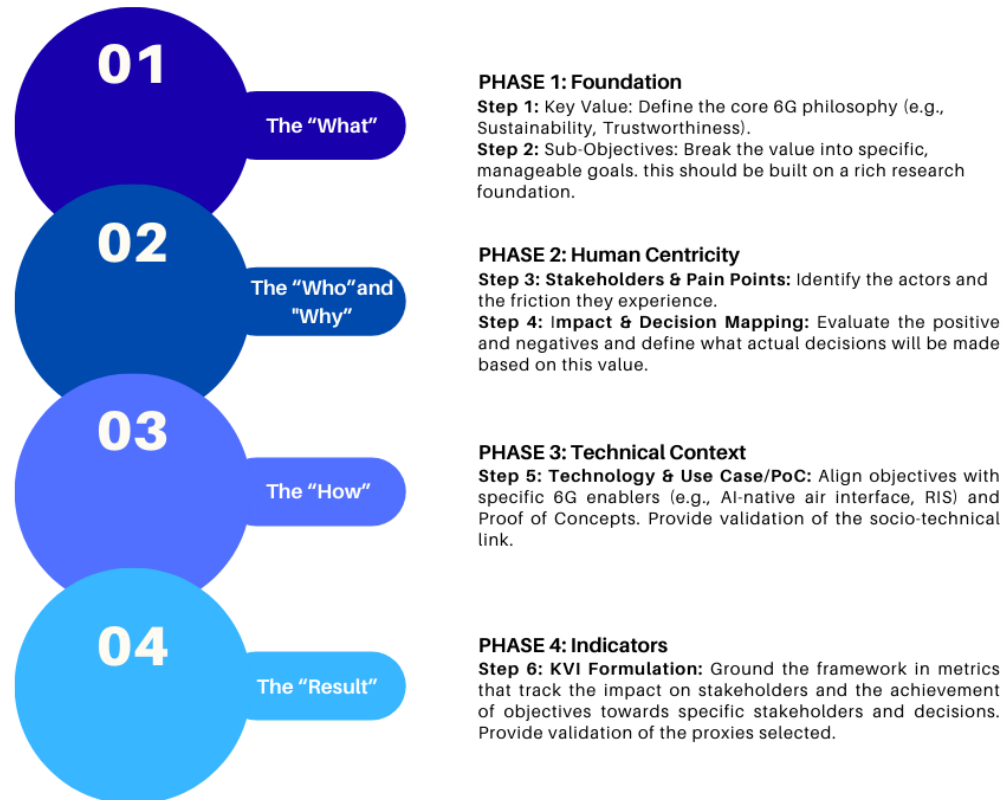 01
The “What”
PHASE 1: Foundation
Step 1: Key Value: Define the core 6G philosophy (e.g.,
Sustainability, Trustworthiness).
Step 2: Sub-Objectives: Break the value into specific,
manageable goals. this should be built on a rich research
foundation.
02
The “Who”and
"Why”
PHASE 2: Human Centricity
Step 3: Stakeholders & Pain Points: Identify the actors and
the friction they experience.
Step 4: Impact & Decision Mapping: Evaluate the positive
and negatives and define what actual decisions will be made
based on this value.
03
The “How”
PHASE 3: Technical Context
Step 5: Technology & Use Case/PoC: Align objectives with
specific 6G enablers (e.g., AI-native air interface, RIS) and
Proof of Concepts. Provide validation of the socio-technical
link.
04
The “Result”
PHASE 4: Indicators
Step 6: KVI Formulation: Ground the framework in metrics
that track the impact on stakeholders and the achievement
of objectives towards specific stakeholders and decisions.
Provide validation of the proxies selected.